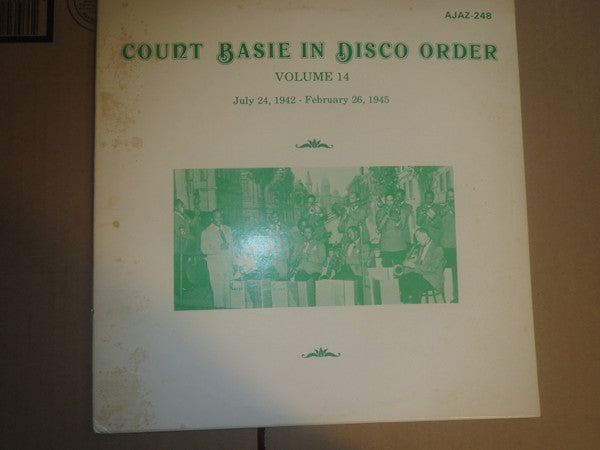 AJAZ-248
COUNT BASIE IN DISCO ORDER
VOLUME 14
July 24, 1942 - February 26, 1945